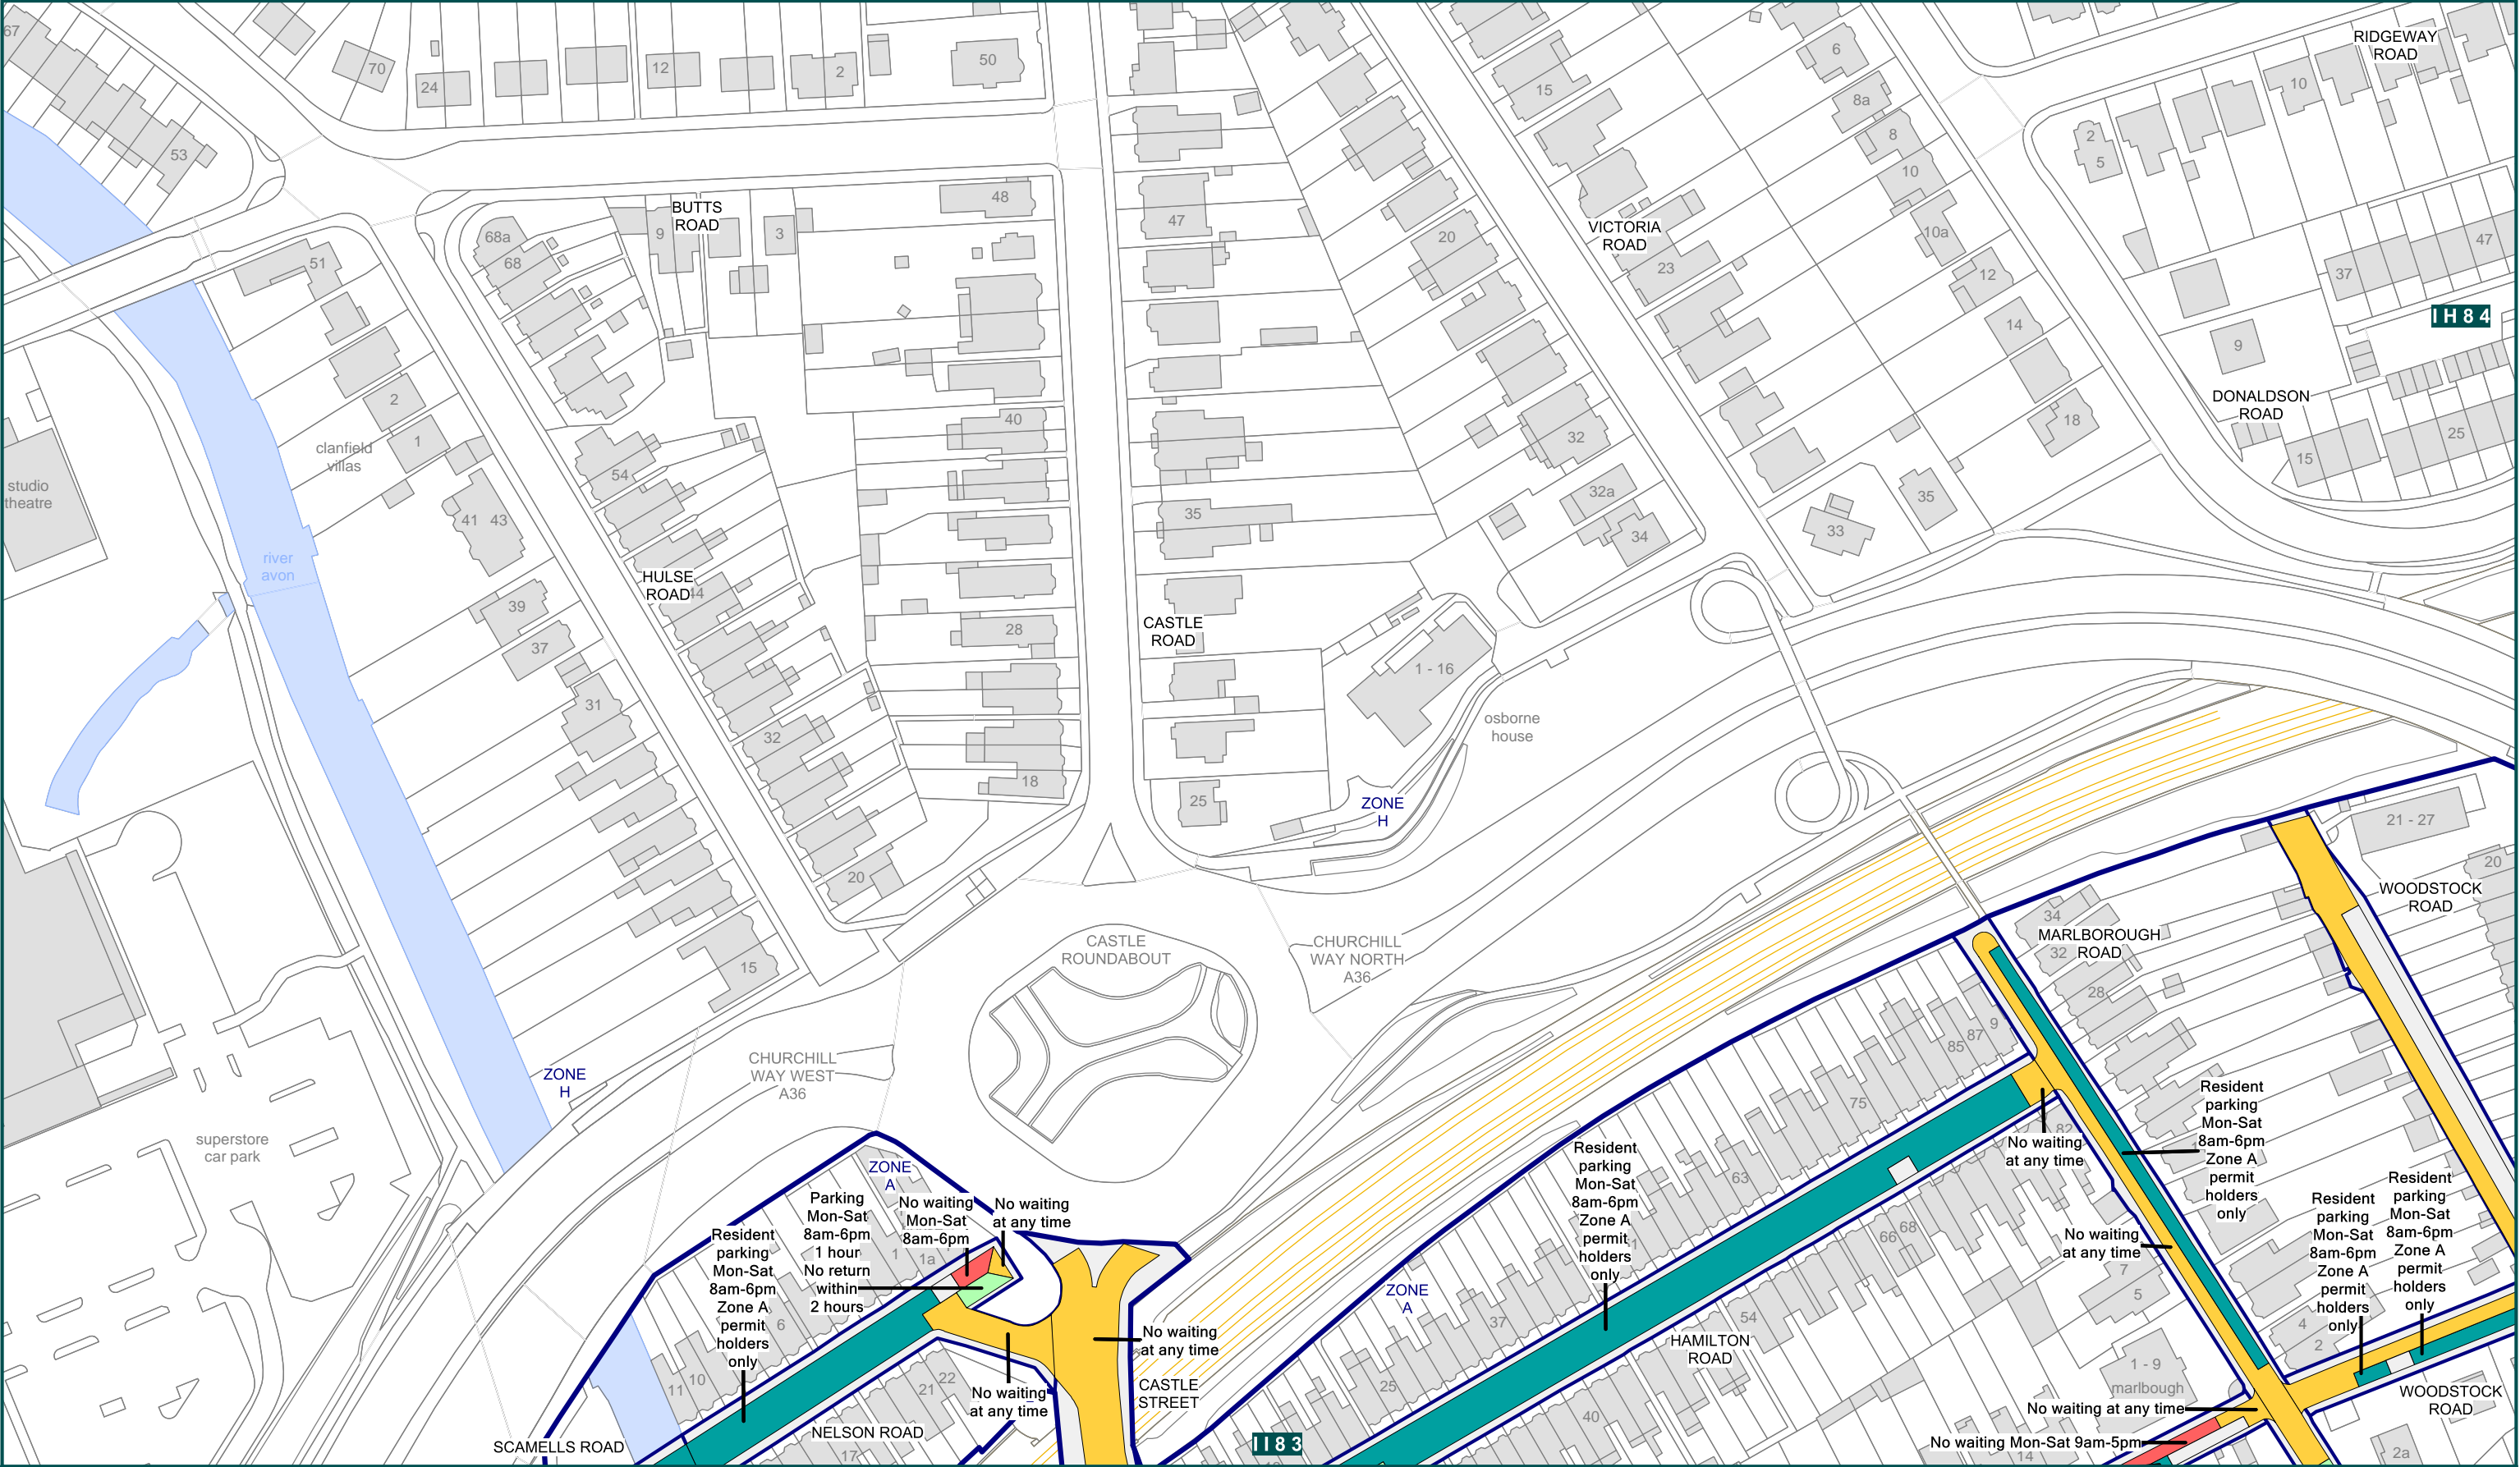 67
70
24
12
2
50
15
6
8a
RIDGEWAY
ROAD
10
53
8
10
2
5
48
47
68a
68
9
BUTTS
ROAD
3
51
20
VICTORIA
ROAD
23
10a
12
47
37
14
IH84
9
2
1
clanfield
villas
40
32
18
DONALDSON
ROAD
25
15
studio
theatre
54
41 43
35
32a
34
33
35
river
avon
HULSE
ROAD
44
39
37
28
CASTLE
ROAD
1 - 16
31
32
osborne
house
18
25
ZONE
H
21 - 27
20
20
WOODSTOCK
ROAD
15
CASTLE
ROUNDABOUT
CHURCHILL
WAY NORTH
A36
34
MARLBOROUGH
ROAD
32
28
9
87
85
75
CHURCHILL
WAY WEST
A36
ZONE
H
superstore
car park
ZONE
A
Resident
parking
Mon-Sat
8am-6pm
Zone A
permit
holders
only
Parking
Mon-Sat
8am-6pm
1 hour
No return
within
2 hours
No waiting
Mon-Sat
8am-6pm
No waiting
at any time
1
1a
6
Resident
parking
Mon-Sat
8am-6pm
Zone A
permit
holders
only
63
82
No waiting
at any time
Resident
parking
Mon-Sat
8am-6pm
Zone A
permit
holders
only
Resident
parking
Mon-Sat
8am-6pm
Zone A
permit
holders
only
Resident
parking
Mon-Sat
8am-6pm
Zone A
permit
holders
only
68
66
No waiting
at any time
7
5
ZONE
A
37
54
HAMILTON
ROAD
4
2
1 - 9
marlbough
No waiting
at any time
No waiting
at any time
11
10
22
21
25
CASTLE
STREET
40
WOODSTOCK
ROAD
No waiting at any time
SCAMELLS ROAD
NELSON ROAD
17
II83
No waiting Mon-Sat 9am-5pm
14
2a